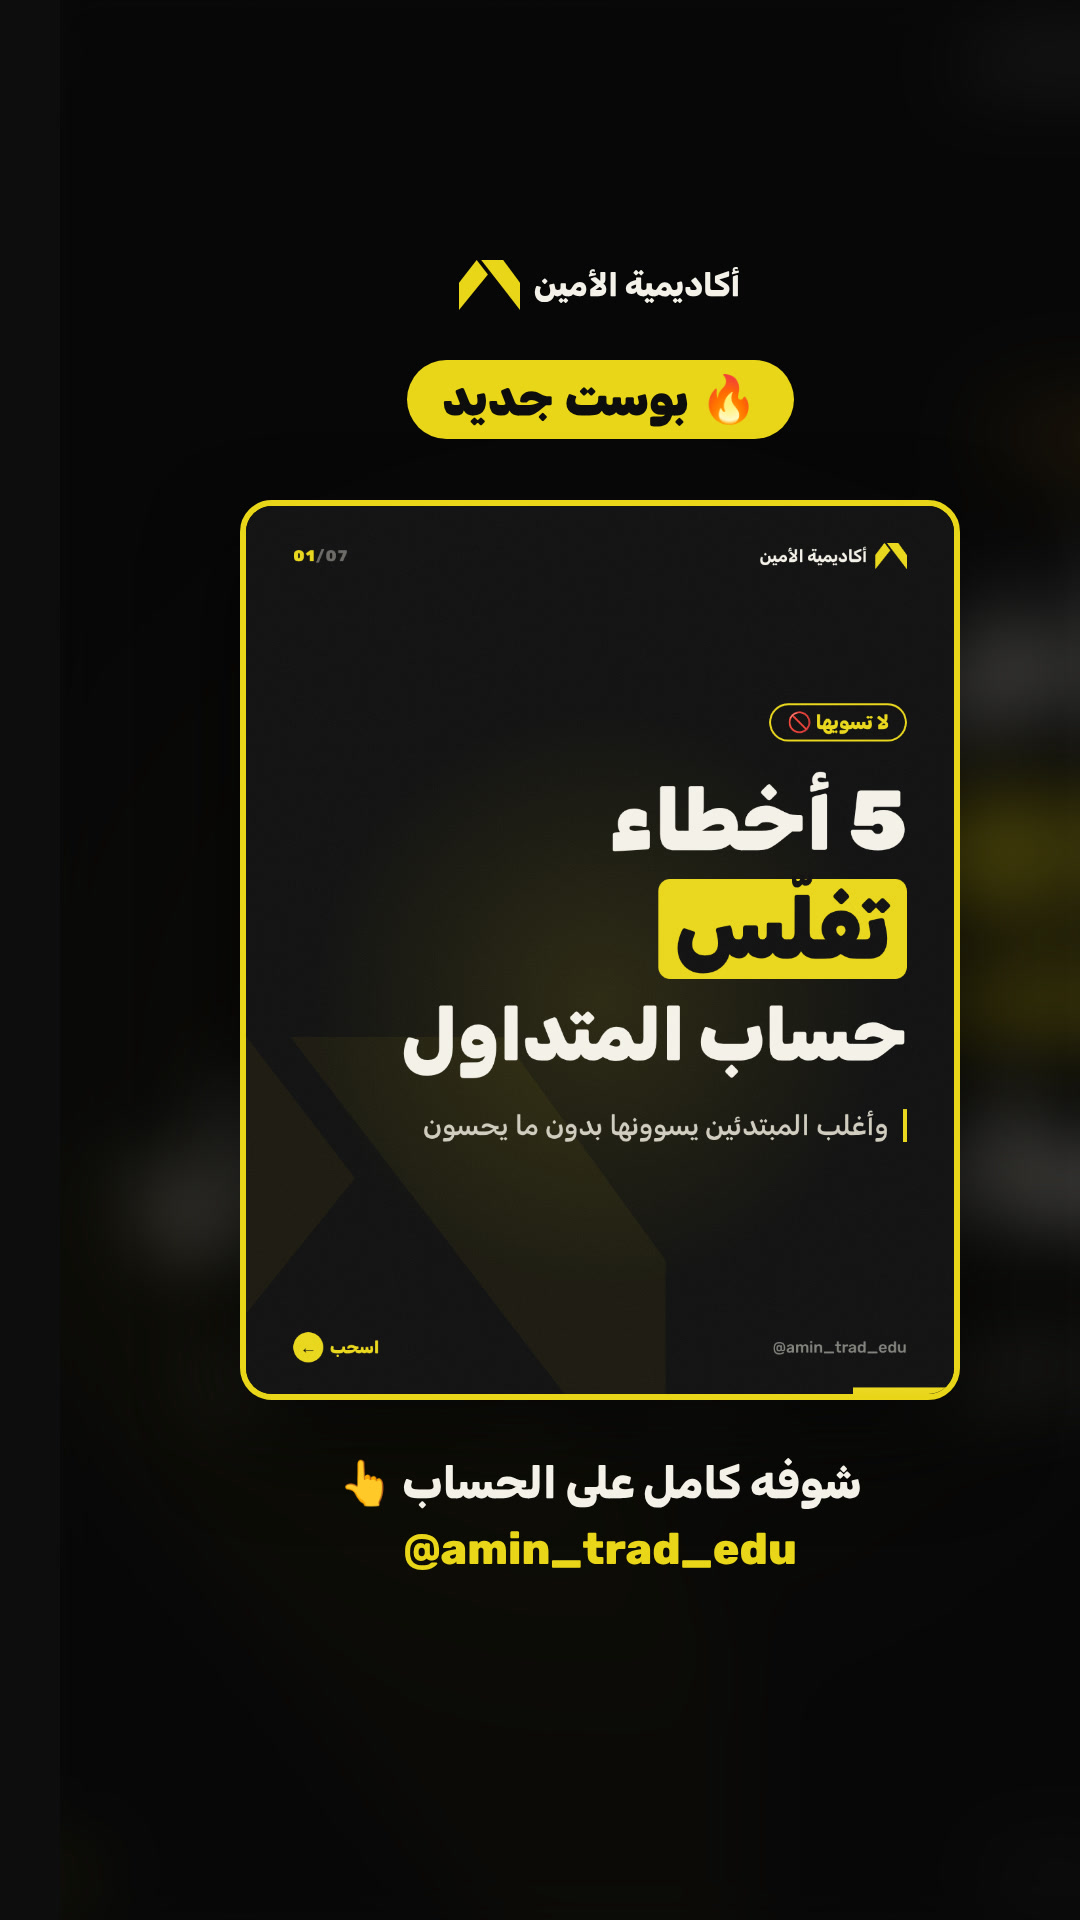 أكاديمية الأمين
🔥 بوست جديد
أكاديمية الأمين
01/07
لا تسويها 🚫
5 أخطاء
تفلّس
حساب المتداول
وأغلب المبتدئين يسوونها بدون ما يحسون
@amin_trad_edu
اسحب ←
شوفه كامل على الحساب 👆
@amin_trad_edu